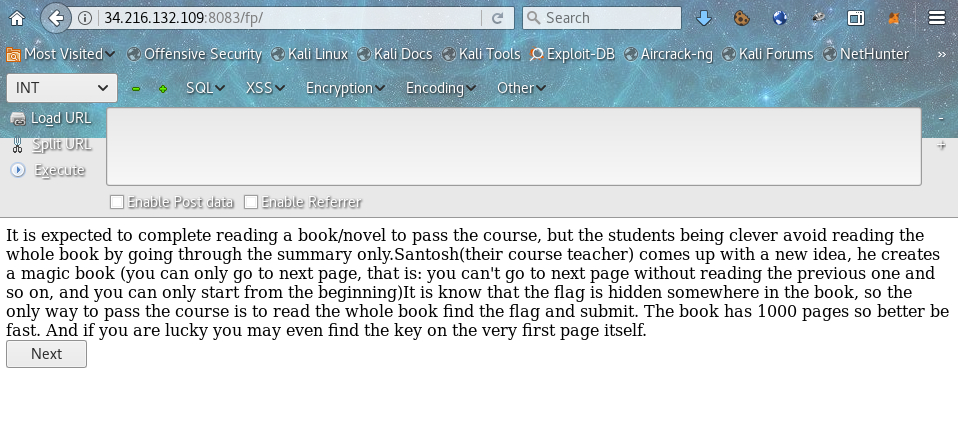 34.216.132.109:8083/fp/
Search
Most Visited
Offensive Security
Kali Linux
Kali Docs
Kali Tools
Exploit-DB
Aircrack-ng
Kali Forums
NetHunter
»
INT
SQL
XSS
Encryption
Encoding
Other
Load URL
Split URL
Execute
-
+
Enable Post data
Enable Referrer
It is expected to complete reading a book/novel to pass the course, but the students being clever avoid reading the
whole book by going through the summary only.Santosh(their course teacher) comes up with a new idea, he creates
a magic book (you can only go to next page, that is: you can't go to next page without reading the previous one and
so on, and you can only start from the beginning)It is know that the flag is hidden somewhere in the book, so the
only way to pass the course is to read the whole book find the flag and submit. The book has 1000 pages so better be
fast. And if you are lucky you may even find the key on the very first page itself.
Next